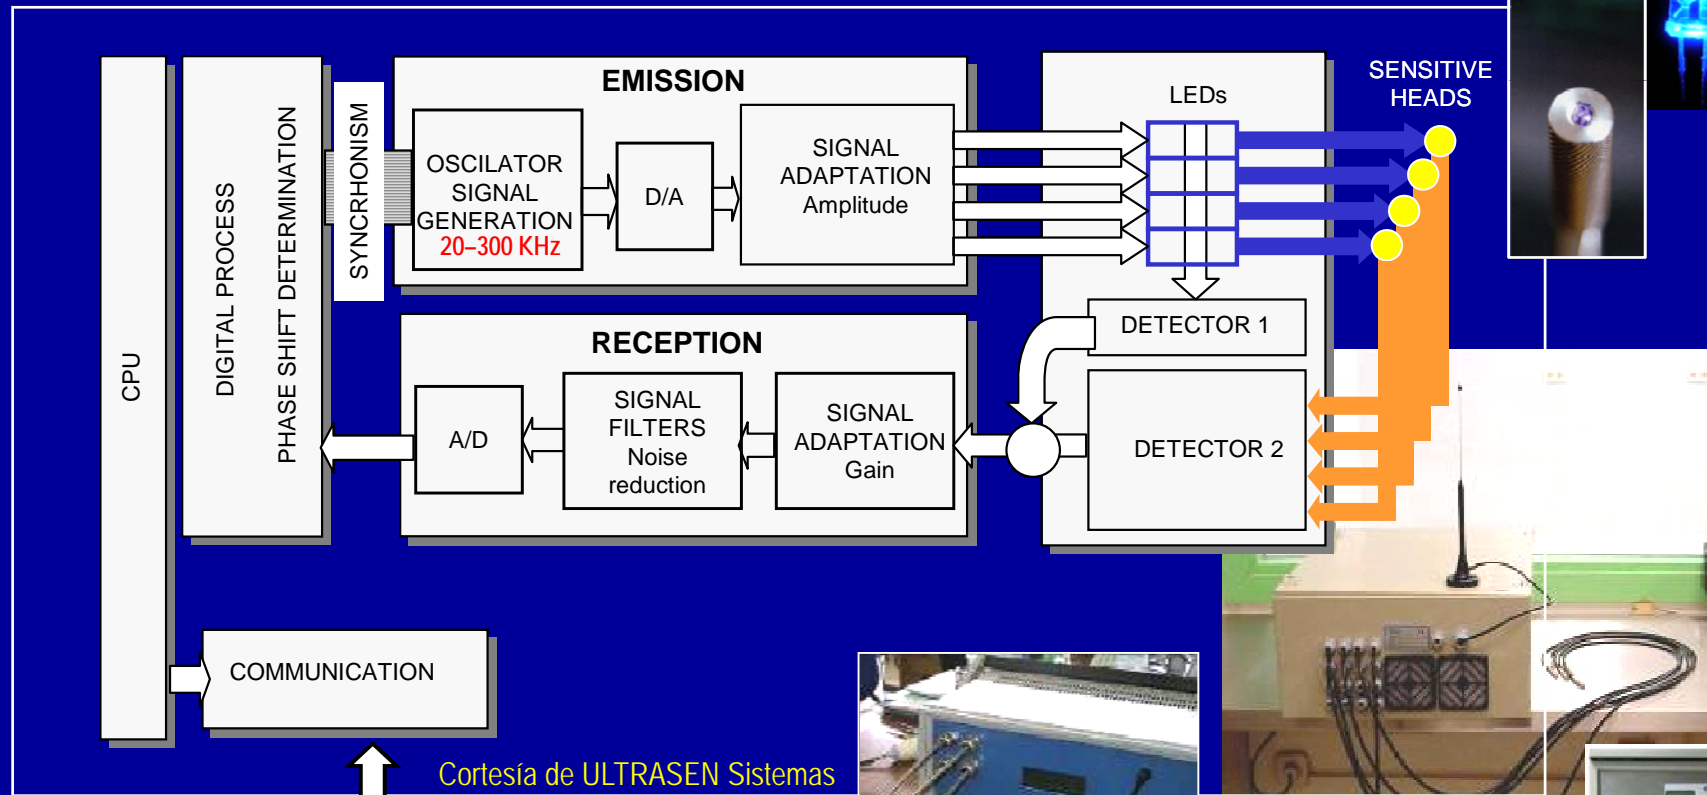 CPU
DIGITAL PROCESS
PHASE SHIFT DETERMINATION
SYNCRHONISM
EMISSION
OSCILATOR
SIGNAL
GENERATION
20–300 KHz
D/A
SIGNAL
ADAPTATION
Amplitude
LEDs
SENSITIVE
HEADS
DETECTOR 1
RECEPTION
A/D
SIGNAL
FILTERS
Noise
reduction
SIGNAL
ADAPTATION
Gain
DETECTOR 2
COMMUNICATION
Cortesía de ULTRASEN Sistemas